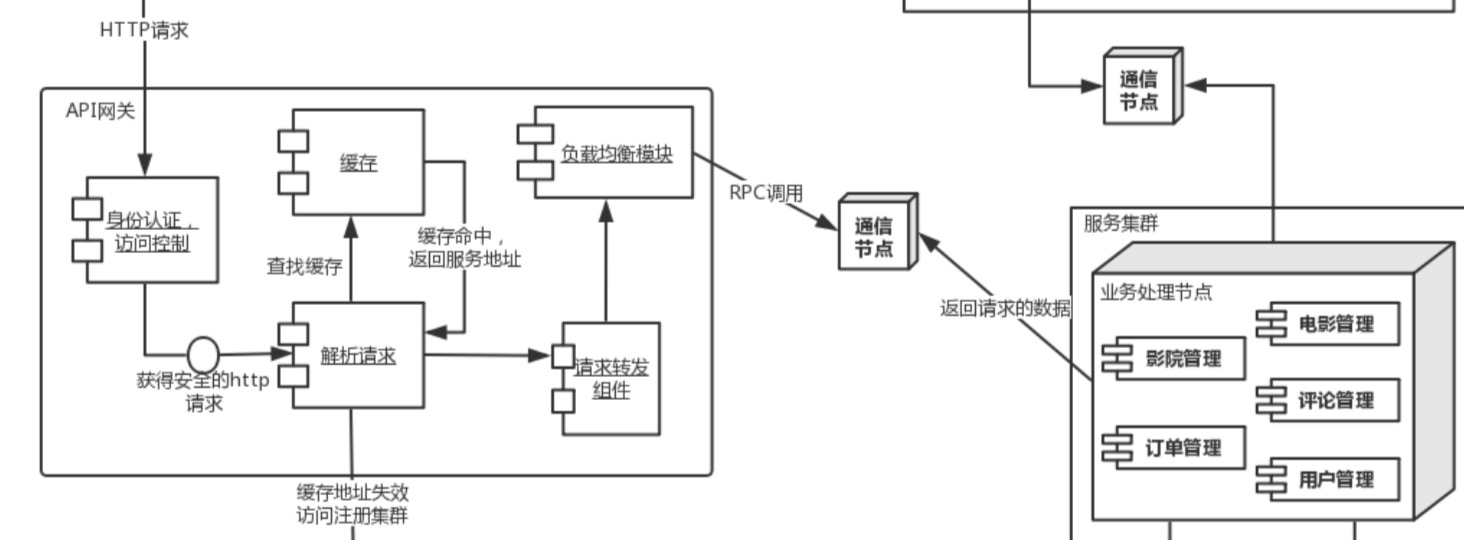 HTTP请求
API网关
身份认证，
访问控制
获得安全的http
请求
缓存
查找缓存
缓存命中，
返回服务地址
解析请求
缓存地址失效
访问注册集群
负载均衡模块
请求转发
组件
RPC调用
通信
节点
返回请求的数据
通信
节点
服务集群
业务处理节点
电影管理
影院管理
评论管理
订单管理
用户管理